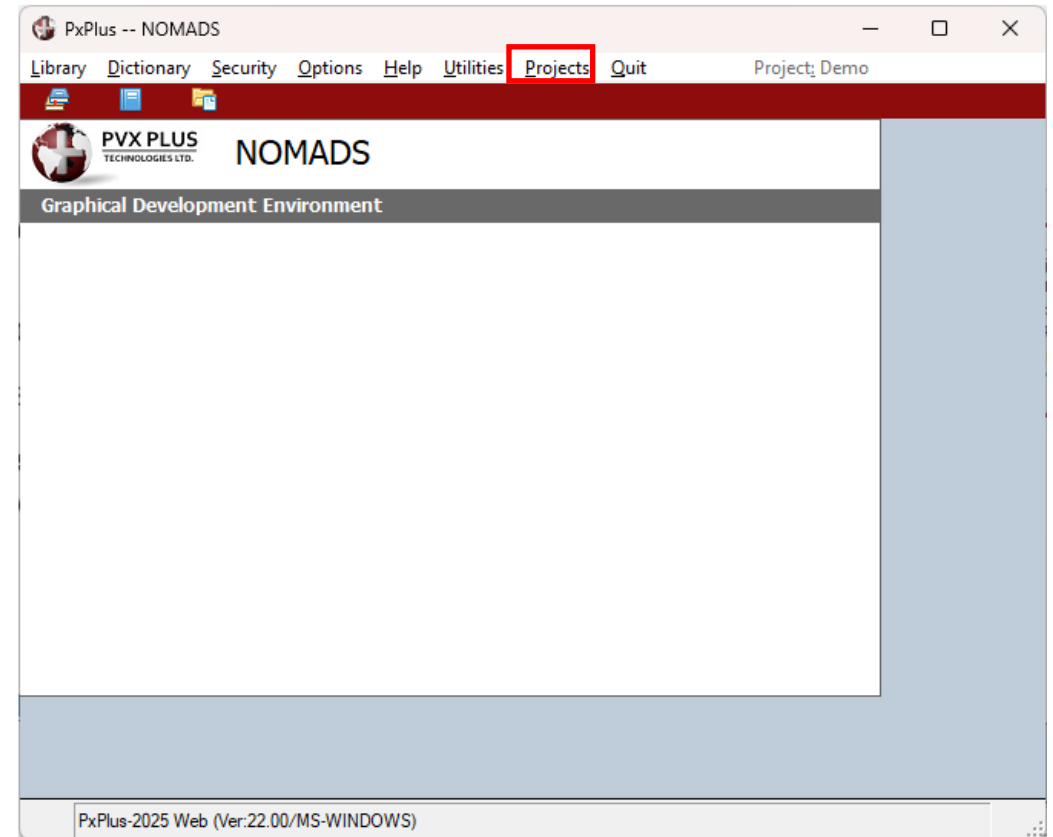 PxPlus -- NOMADS
Library Dictionary Security Options Help Utilities Projects Quit Project: Demo
PVX PLUS
TECHNOLOGIES LTD.
NOMADS
Graphical Development Environment
PxPlus-2025 Web (Ver:22.00/MS-WINDOWS)